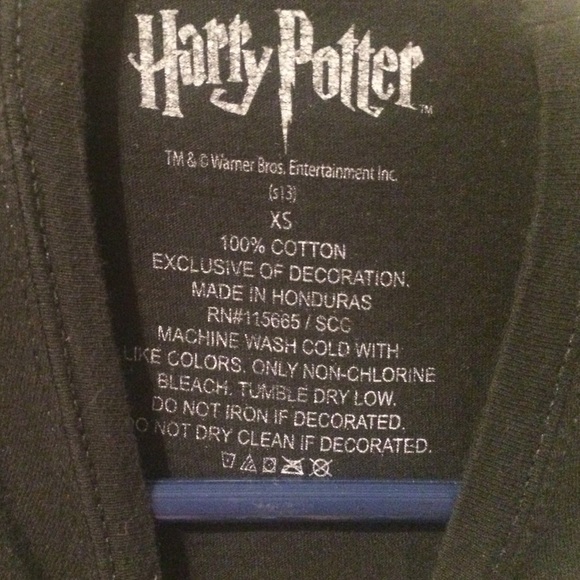 Harry Potter™
TM & © Warner Bros. Entertainment Inc.
(s13)
XS
100% COTTON
EXCLUSIVE OF DECORATION.
MADE IN HONDURAS
RN#115665 / SCG
MACHINE WASH COLD WITH
LIKE COLORS. ONLY NON-CHLORINE
BLEACH. TUMBLE DRY LOW.
DO NOT IRON IF DECORATED.
DO NOT DRY CLEAN IF DECORATED.